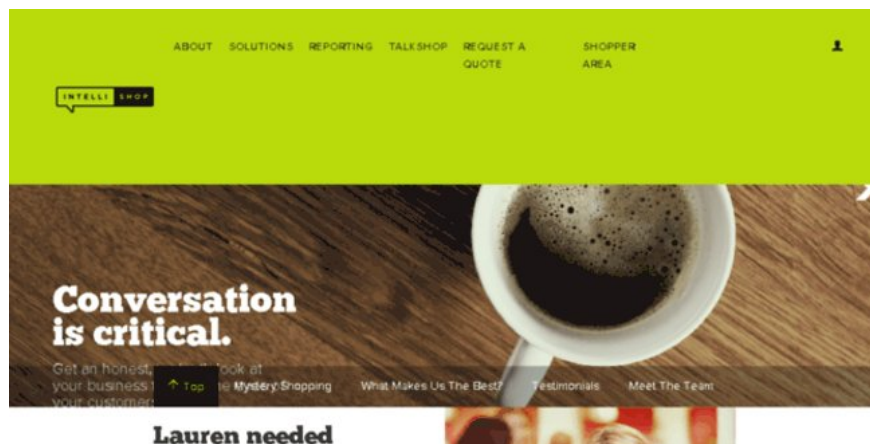 ABOUT SOLUTIONS REPORTING TALKSHOP REQUEST A QUOTE SHOPPER AREA
INTELLI SHOP
Conversation
is critical.
Get an honest, look at
your business
your customers
Top Mystery Shopping What Makes Us The Best? Testimonials Meet The Team
Lauren needed